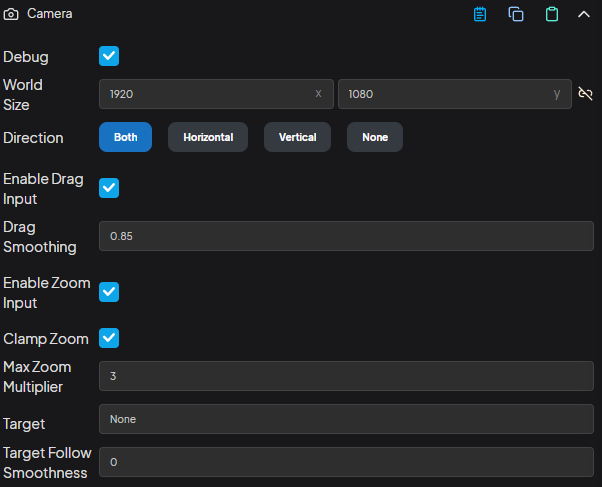 Camera
Debug
World
Size
1920 x 1080 y
Direction Both Horizontal Vertical None
Enable Drag
Input
Drag
Smoothing
0.85
Enable Zoom
Input
Clamp Zoom
Max Zoom
Multiplier
3
Target None
Target Follow
Smoothness
0